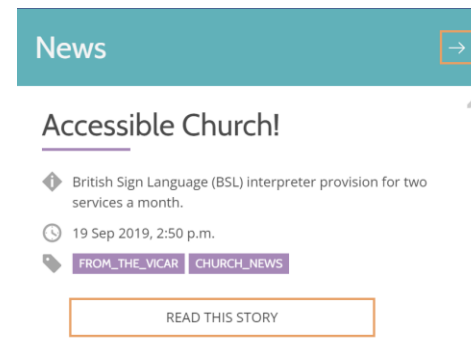 News
→
Accessible Church!
British Sign Language (BSL) interpreter provision for two
services a month.
19 Sep 2019, 2:50 p.m.
FROM_THE_VICAR CHURCH_NEWS
READ THIS STORY